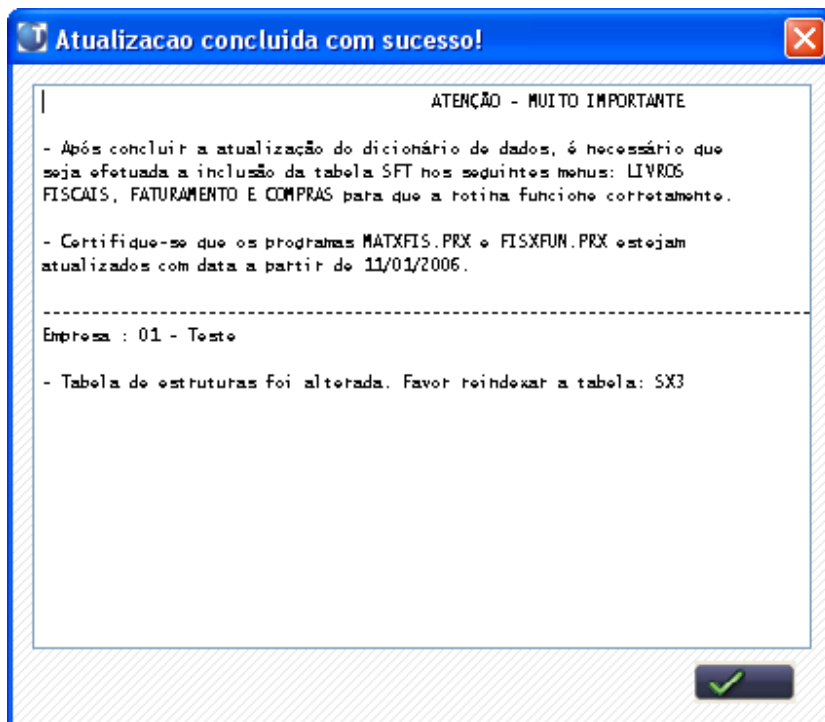 Atualizacao concluida com sucesso!
ATENÇÃO - MUITO IMPORTANTE
- Após concluir a atualização do dicionário de dados, é necessário que
seja efetuada a inclusão da tabela SFT nos seguintes menus: LIVROS
FISCAIS, FATURAMENTO E COMPRAS para que a rotina funcione corretamente.
- Certifique-se que os programas MATXFIS.PRX e FISXFUN.PRX estejam
atualizados com data a partir de 11/01/2006.
--------------------------------------------------------------------------------
Empresa : 01 - Teste
- Tabela de estruturas foi alterada. Favor reindexar a tabela: SX3